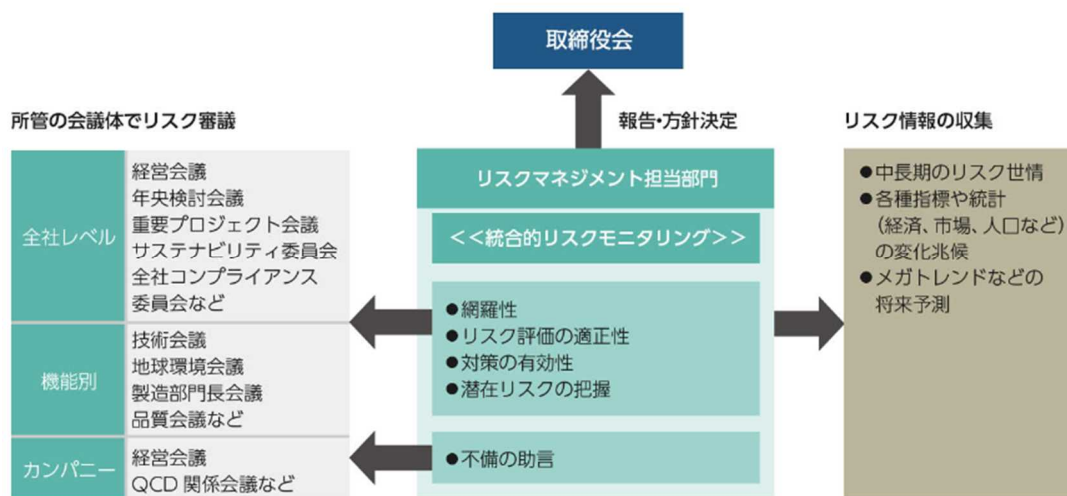 取締役会
報告・方針決定
所管の会議体でリスク審議
全社レベル
経営会議
年央検討会議
重要プロジェクト会議
サステナビリティ委員会
全社コンプライアンス
委員会など
機能別
技術会議
地球環境会議
製造部門長会議
品質会議など
カンパニー
経営会議
QCD 関係会議など
リスクマネジメント担当部門
<<統合的リスクモニタリング>>
●網羅性
●リスク評価の適正性
●対策の有効性
●潜在リスクの把握
●不備の助言
リスク情報の収集
●中長期のリスク世情
●各種指標や統計
(経済、市場、人口など)
の変化兆候
●メガトレンドなどの
将来予測